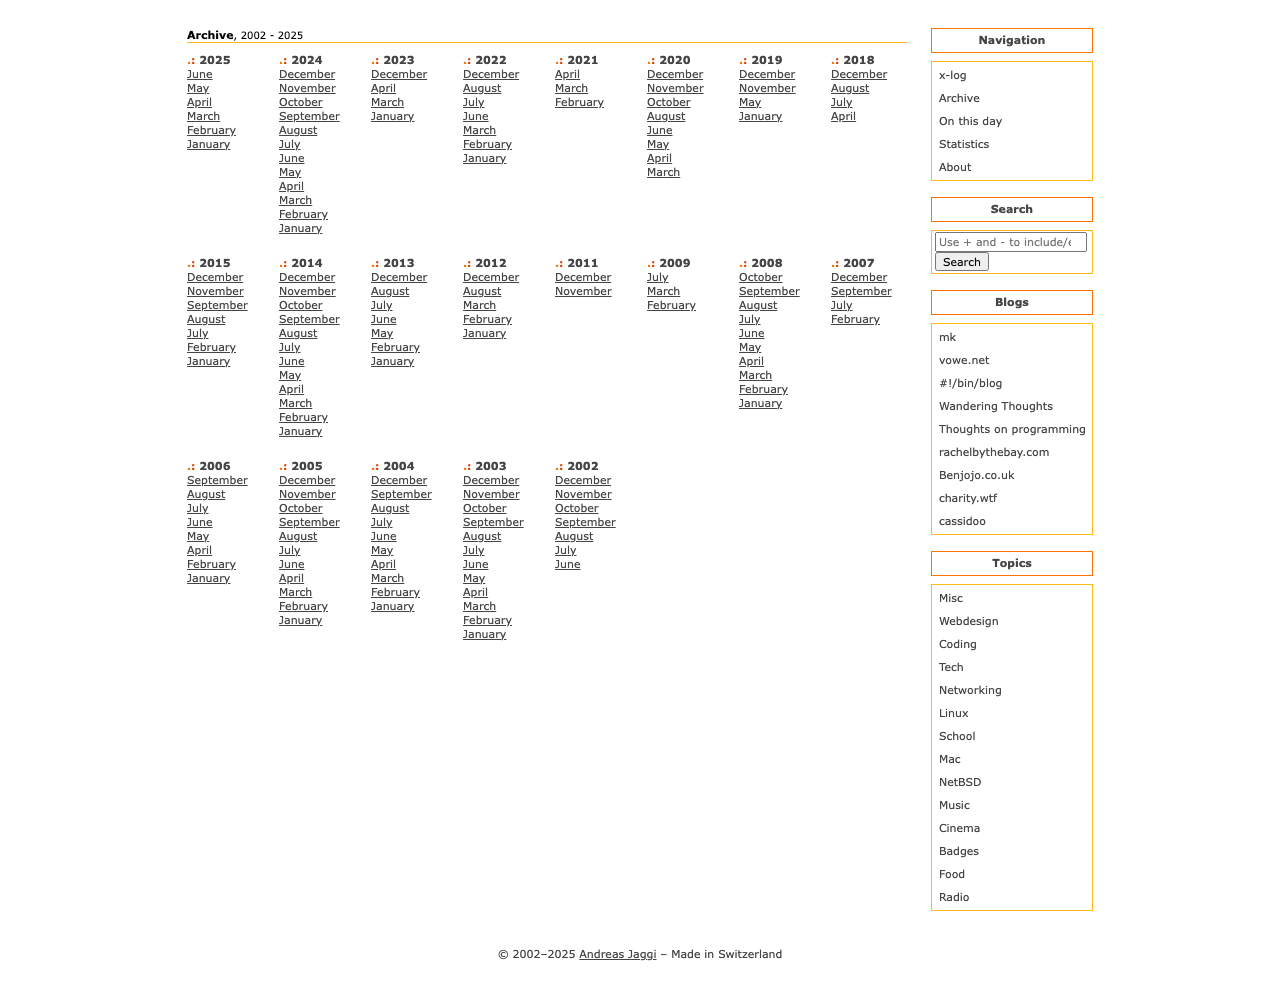 Archive, 2002 - 2025
.: 2025
June
May
April
March
February
January
.: 2024
December
November
October
September
August
July
June
May
April
March
February
January
.: 2023
December
April
March
January
.: 2022
December
August
July
June
March
February
January
.: 2021
April
March
February
.: 2020
December
November
October
August
June
May
April
March
.: 2019
December
November
May
January
.: 2018
December
August
July
April
.: 2015
December
November
September
August
July
February
January
.: 2014
December
November
October
September
August
July
June
May
April
March
February
January
.: 2013
December
August
July
June
May
February
January
.: 2012
December
August
March
February
January
.: 2011
December
November
.: 2009
July
March
February
.: 2008
October
September
August
July
June
May
April
March
February
January
.: 2007
December
September
July
February
.: 2006
September
August
July
June
May
April
February
January
.: 2005
December
November
October
September
August
July
June
April
March
February
January
.: 2004
December
September
August
July
June
May
April
March
February
January
.: 2003
December
November
October
September
August
July
June
May
April
March
February
January
.: 2002
December
November
October
September
August
July
June
Navigation
x-log
Archive
On this day
Statistics
About
Search
Use + and - to include/e
Search
Blogs
mk
vowe.net
#!/bin/blog
Wandering Thoughts
Thoughts on programming
rachelbythebay.com
Benjojo.co.uk
charity.wtf
cassidoo
Topics
Misc
Webdesign
Coding
Tech
Networking
Linux
School
Mac
NetBSD
Music
Cinema
Badges
Food
Radio
© 2002–2025 Andreas Jaggi – Made in Switzerland